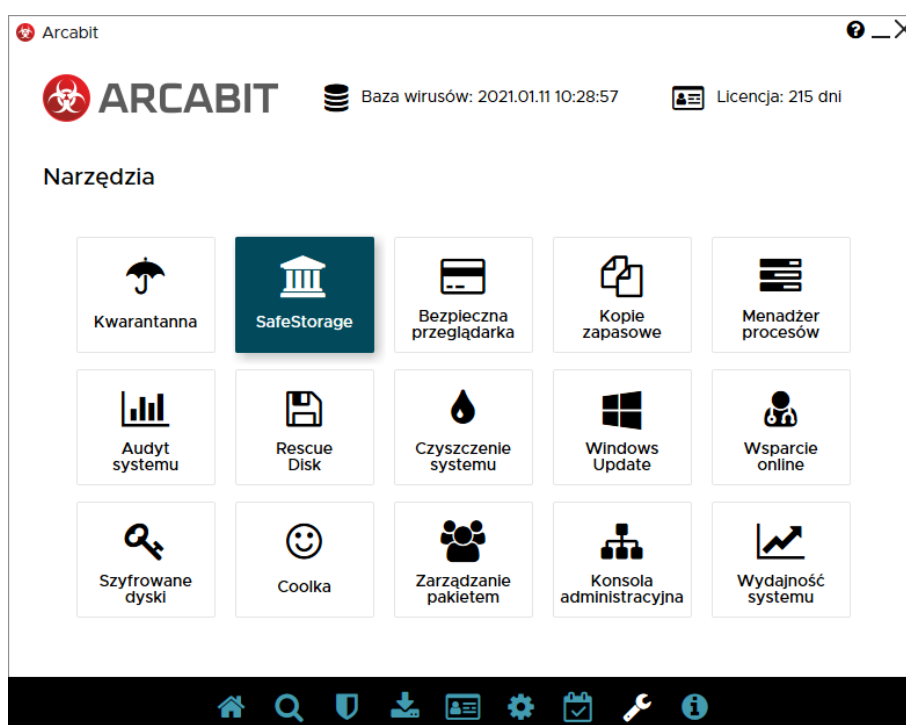 Arcabit
ARCABIT
Baza wirusów: 2021.01.11 10:28:57
Licencja: 215 dni
Narzędzia
Kwarantanna
SafeStorage
Bezpieczna
przeglądarka
Kopie
zapasowe
Menadżer
procesów
Audyt
systemu
Rescue
Disk
Czyszczenie
systemu
Windows
Update
Wsparcie
online
Szyfrowane
dyski
Coolka
Zarządzanie
pakietem
Konsola
administracyjna
Wydajność
systemu